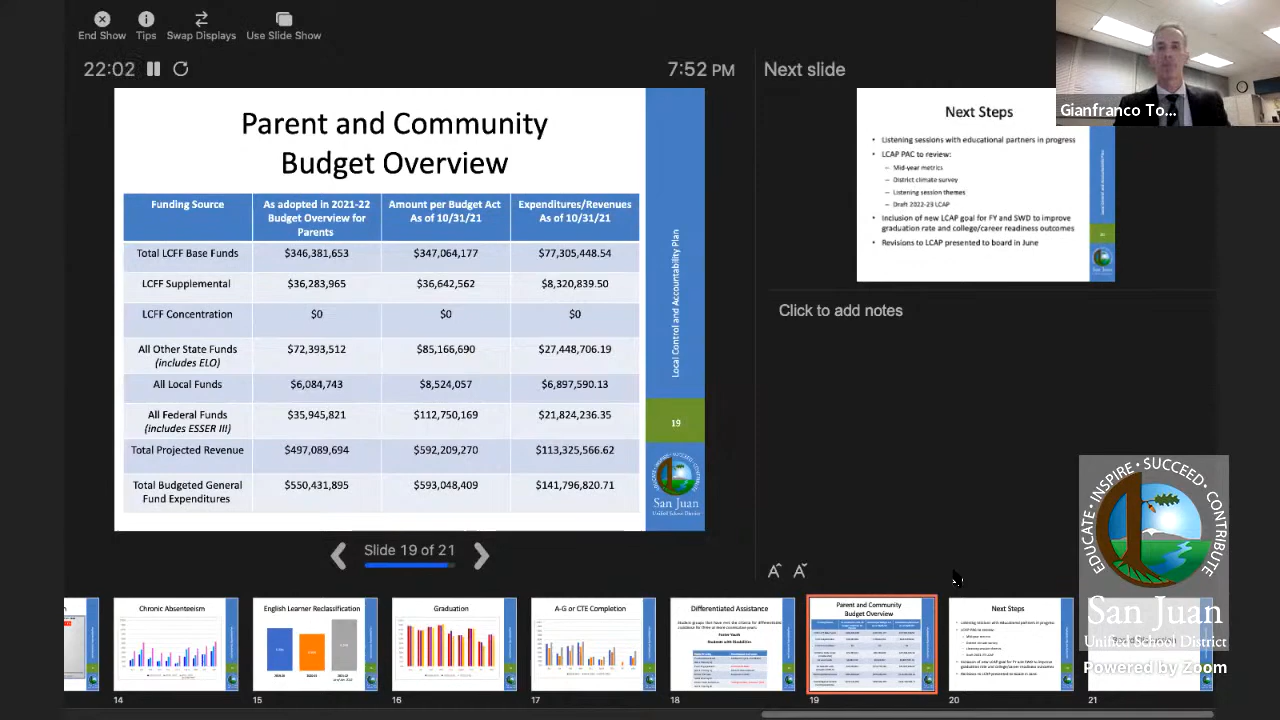 End Show Tips Swap Displays Use Slide Show
22:02
7:52 PM
Next slide
Parent and Community
Budget Overview
Funding Source
As adopted in 2021-22
Budget Overview for
Parents
Amount per Budget Act
As of 10/31/21
Expenditures/Revenues
As of 10/31/21
Total LCFF Base Funds $346,381,653 $347,064,177 $77,305,448.54
LCFF Supplemental $36,283,965 $36,642,562 $8,320,839.50
LCFF Concentration $0 $0 $0
All Other State Funds $72,393,512 $85,166,690 $27,448,706.19
(includes ELO)
All Local Funds $6,084,743 $8,524,057 $6,897,590.13
All Federal Funds $35,945,821 $112,750,169 $21,824,236.35
(includes ESSER III)
Total Projected Revenue $497,089,694 $592,209,270 $113,325,566.62
Total Budgeted General $550,431,895 $593,048,409 $141,796,820.71
Fund Expenditures
Local Control and Accountability Plan
19
San Juan
Unified School District
Next Steps
• Listening sessions with educational partners in progress
• LCAP PAC to review:
– Mid-year metrics
– District climate survey
– Listening session themes
– Draft 2022-23 LCAP
• Inclusion of new LCAP goal for FY and SWD to improve
graduation rate and college/career readiness outcomes
• Revisions to LCAP presented to board in June
Gianfranco To...
Click to add notes
Slide 19 of 21
Chronic Absenteeism
14
English Learner Reclassification
15
Graduation
16
A-G or CTE Completion
17
Differentiated Assistance
Foster Youth
Students with Disabilities
18
Parent and Community
Budget Overview
19
Next Steps
20
21
EDUCATE • INSPIRE • SUCCEED • CONTRIBUTE
San Juan
Unified School District
Powered by Zoom